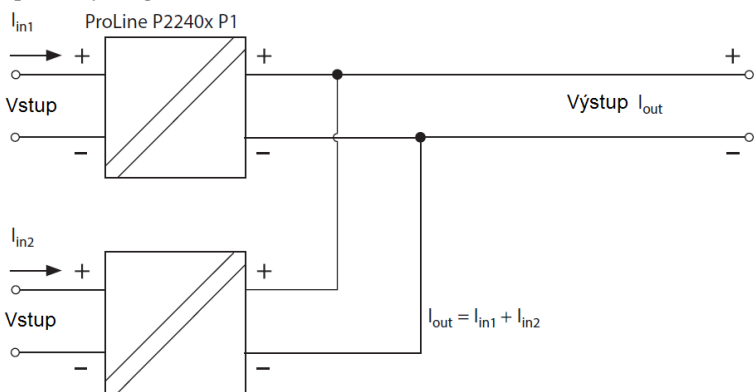 I_in1
ProLine P2240x P1
+ + +
Vstup
Výstup I_out
− − −
I_in2
+ +
Vstup
I_out = I_in1 + I_in2
− −